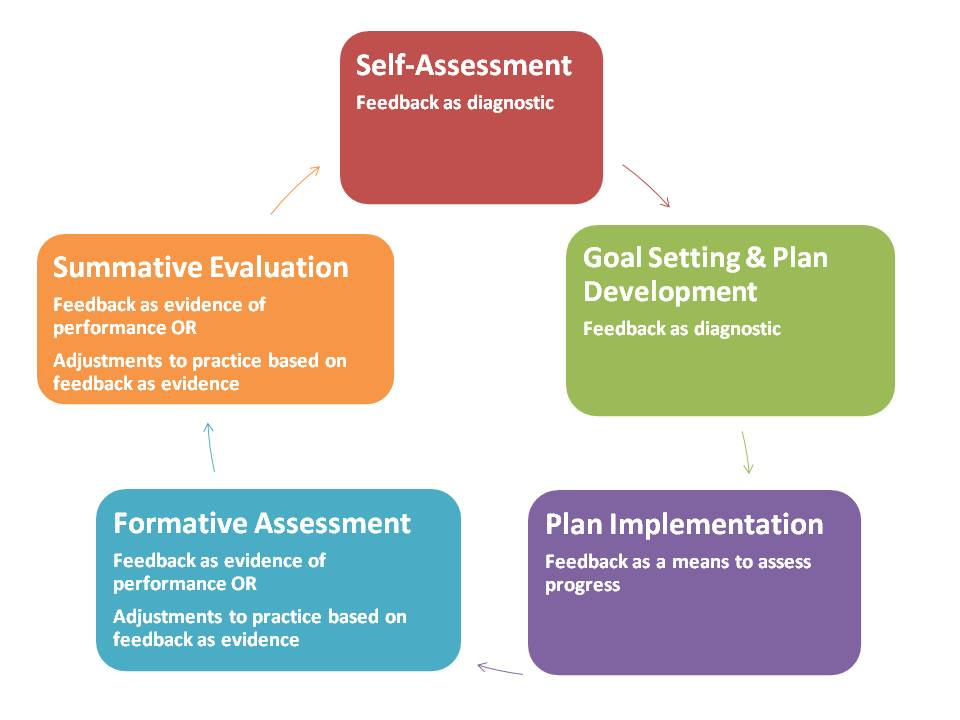 Self-Assessment
Feedback as diagnostic
Goal Setting & Plan
Development
Feedback as diagnostic
Plan Implementation
Feedback as a means to assess
progress
Formative Assessment
Feedback as evidence of
performance OR
Adjustments to practice based on
feedback as evidence
Summative Evaluation
Feedback as evidence of
performance OR
Adjustments to practice based on
feedback as evidence